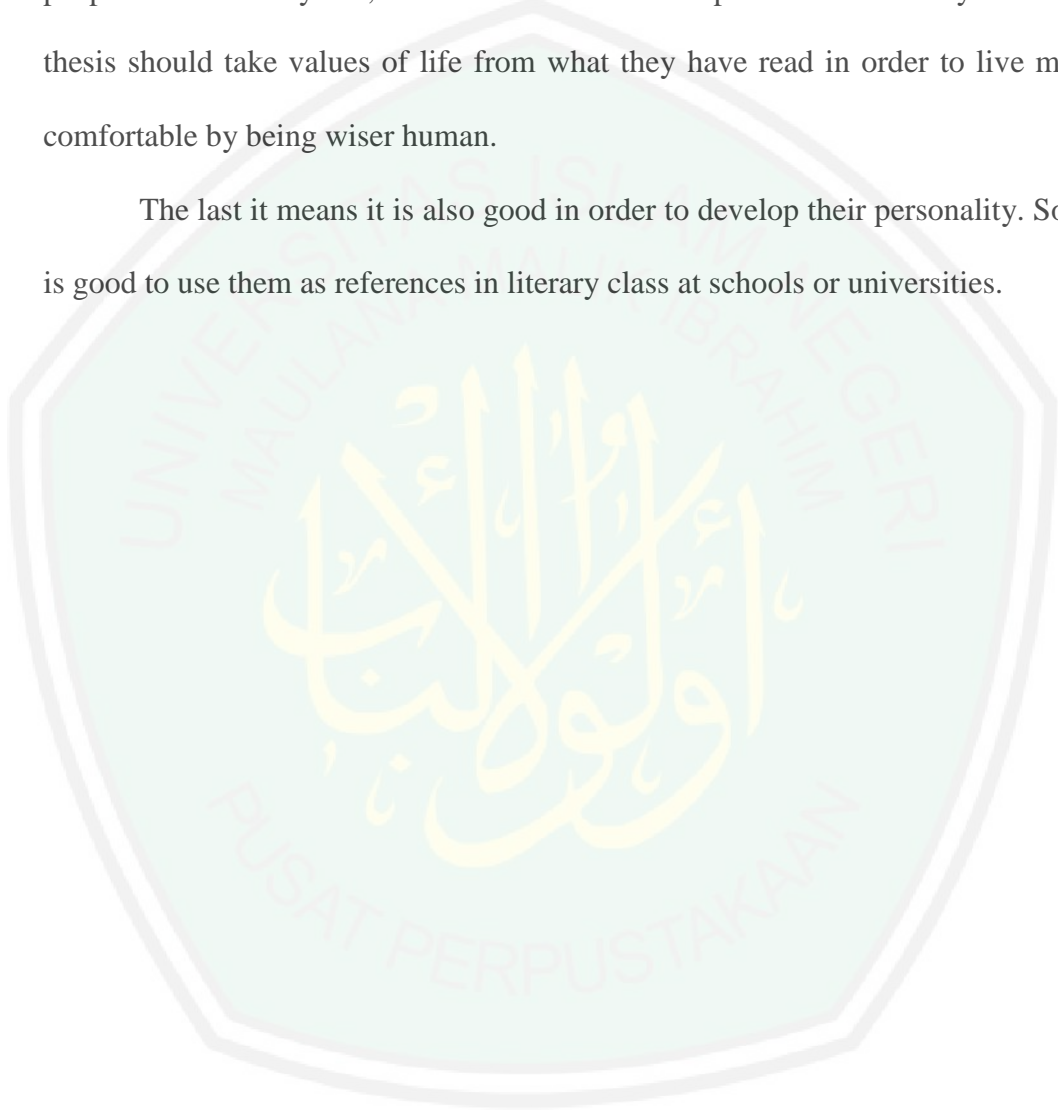 thesis should take values of life from what they have read in order to live
comfortable by being wiser human.
The last it means it is also good in order to develop their personality. So
is good to use them as references in literary class at schools or universities.
UNIVERSITAS ISLAM NEGERI
MAULANA MALIK IBRAHIM
أولو الألباب
PUSAT PERPUSTAKAAN